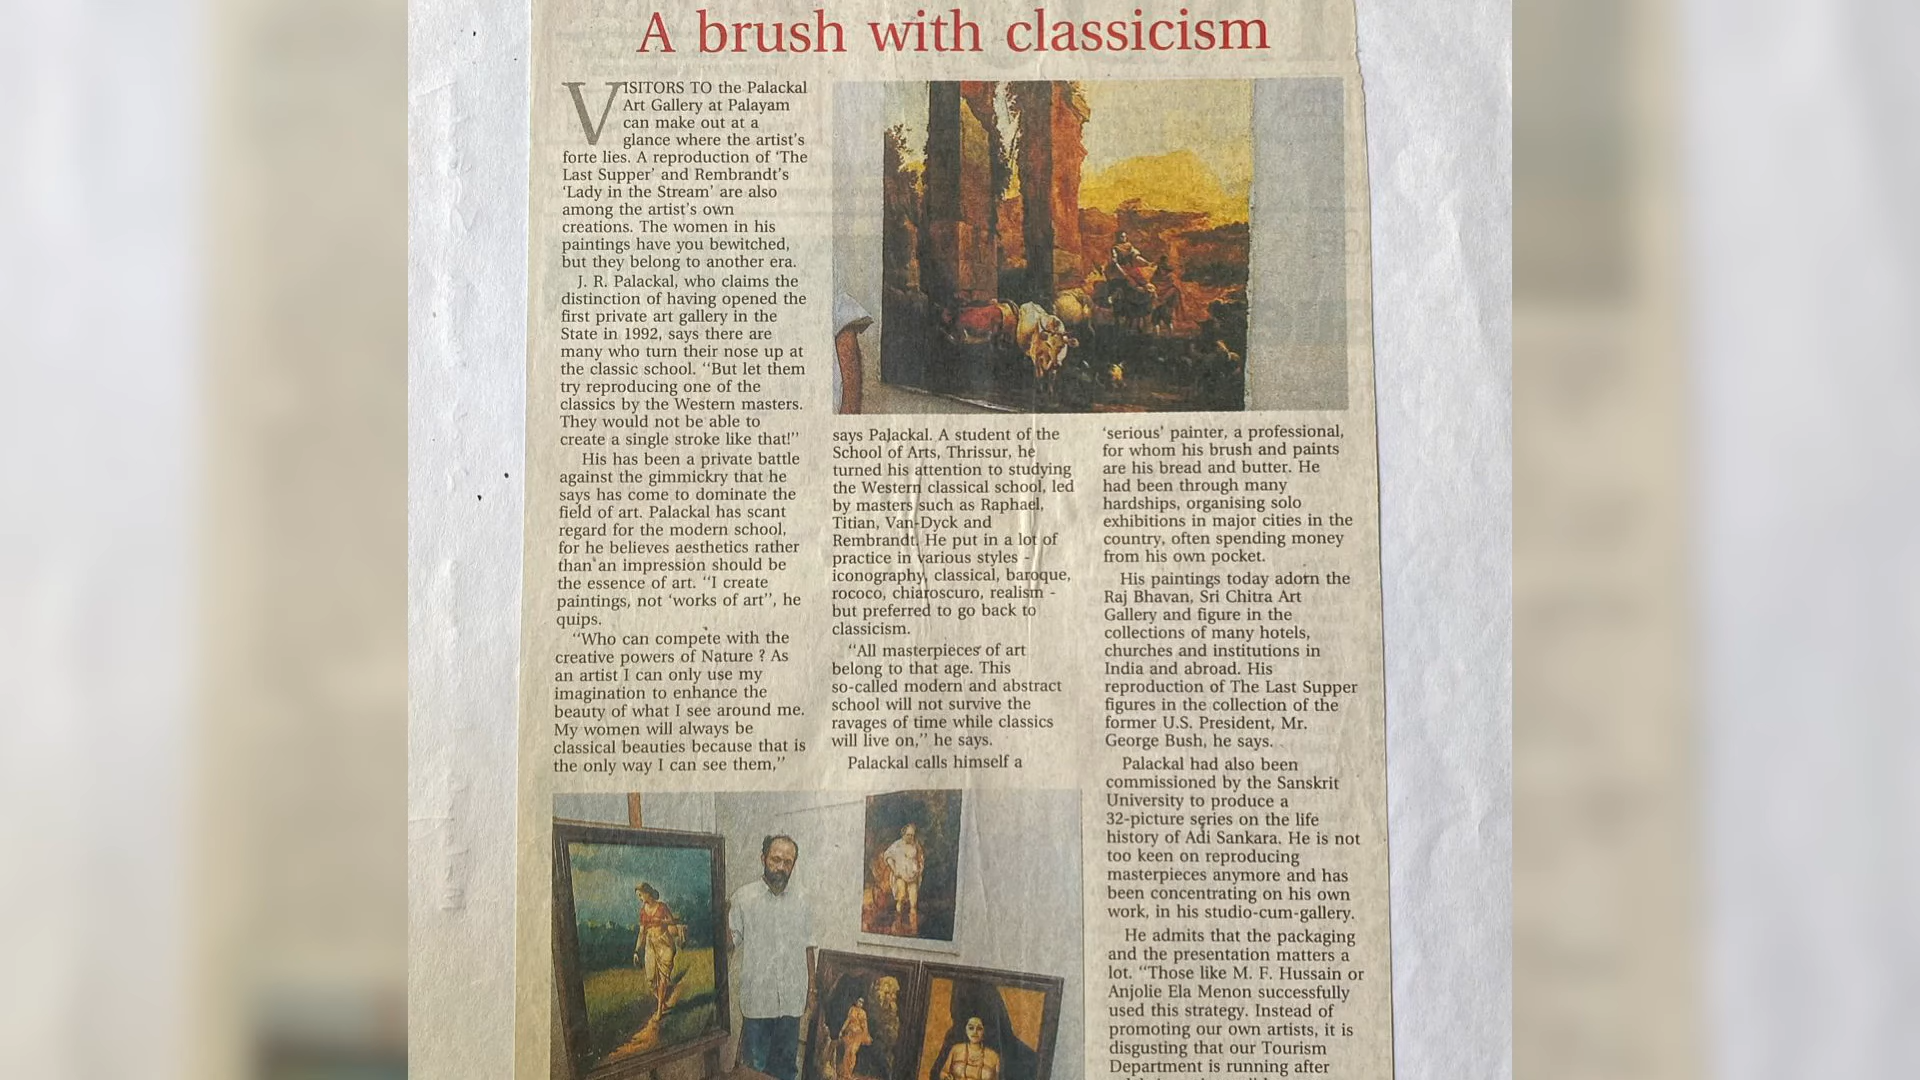 A brush with classicism
VISITORS TO the Palackal
Art Gallery at Palayam
can make out at a
glance where the artist's
forte lies. A reproduction of 'The
Last Supper' and Rembrandt's
'Lady in the Stream' are also
among the artist's own
creations. The women in his
paintings have you bewitched,
but they belong to another era.
J. R. Palackal, who claims the
distinction of having opened the
first private art gallery in the
State in 1992, says there are
many who turn their nose up at
the classic school. "But let them
try reproducing one of the
classics by the Western masters.
They would not be able to
create a single stroke like that!"
His has been a private battle
against the gimmickry that he
says has come to dominate the
field of art. Palackal has scant
regard for the modern school,
for he believes aesthetics rather
than an impression should be
the essence of art. "I create
paintings, not 'works of art", he
quips.
"Who can compete with the
creative powers of Nature ? As
an artist I can only use my
imagination to enhance the
beauty of what I see around me.
My women will always be
classical beauties because that is
the only way I can see them,"
says Palackal. A student of the
School of Arts, Thrissur, he
turned his attention to studying
the Western classical school, led
by masters such as Raphael,
Titian, Van-Dyck and
Rembrandt. He put in a lot of
practice in various styles -
iconography, classical, baroque,
rococo, chiaroscuro, realism -
but preferred to go back to
classicism.
"All masterpieces of art
belong to that age. This
so-called modern and abstract
school will not survive the
ravages of time while classics
will live on," he says.
Palackal calls himself a
'serious' painter, a professional,
for whom his brush and paints
are his bread and butter. He
had been through many
hardships, organising solo
exhibitions in major cities in the
country, often spending money
from his own pocket.
His paintings today adorn the
Raj Bhavan, Sri Chitra Art
Gallery and figure in the
collections of many hotels,
churches and institutions in
India and abroad. His
reproduction of The Last Supper
figures in the collection of the
former U.S. President, Mr.
George Bush, he says.
Palackal had also been
commissioned by the Sanskrit
University to produce a
32-picture series on the life
history of Adi Sankara. He is not
too keen on reproducing
masterpieces anymore and has
been concentrating on his own
work, in his studio-cum-gallery.
He admits that the packaging
and the presentation matters a
lot. "Those like M. F. Hussain or
Anjolie Ela Menon successfully
used this strategy. Instead of
promoting our own artists, it is
disgusting that our Tourism
Department is running after